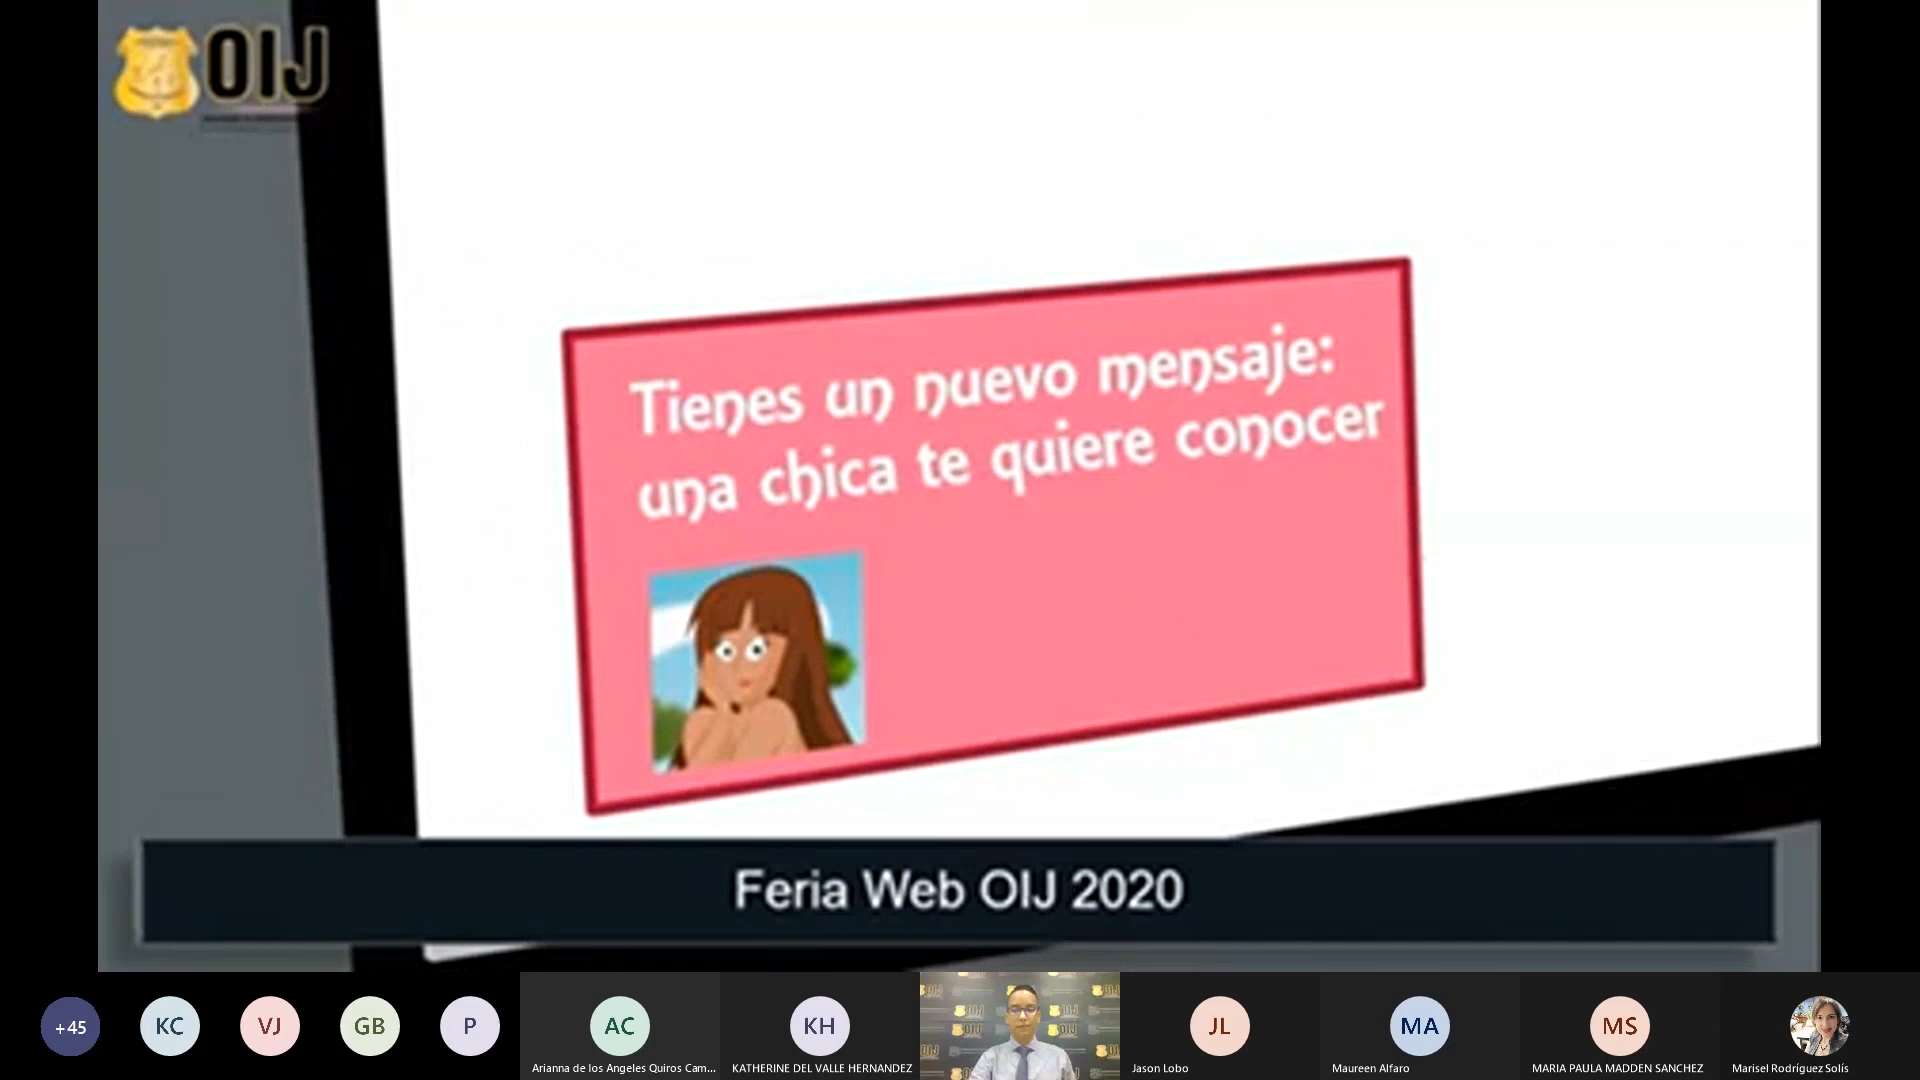 OIJ
Tienes un nuevo mensaje:
una chica te quiere conocer
Feria Web OIJ 2020
+45
KC
VJ
GB
P
AC
Arianna de los Angeles Quiros Cam...
KH
KATHERINE DEL VALLE HERNANDEZ
OIJ
OIJ
JL
Jason Lobo
MA
Maureen Alfaro
MS
MARIA PAULA MADDEN SANCHEZ
Marisel Rodríguez Solís